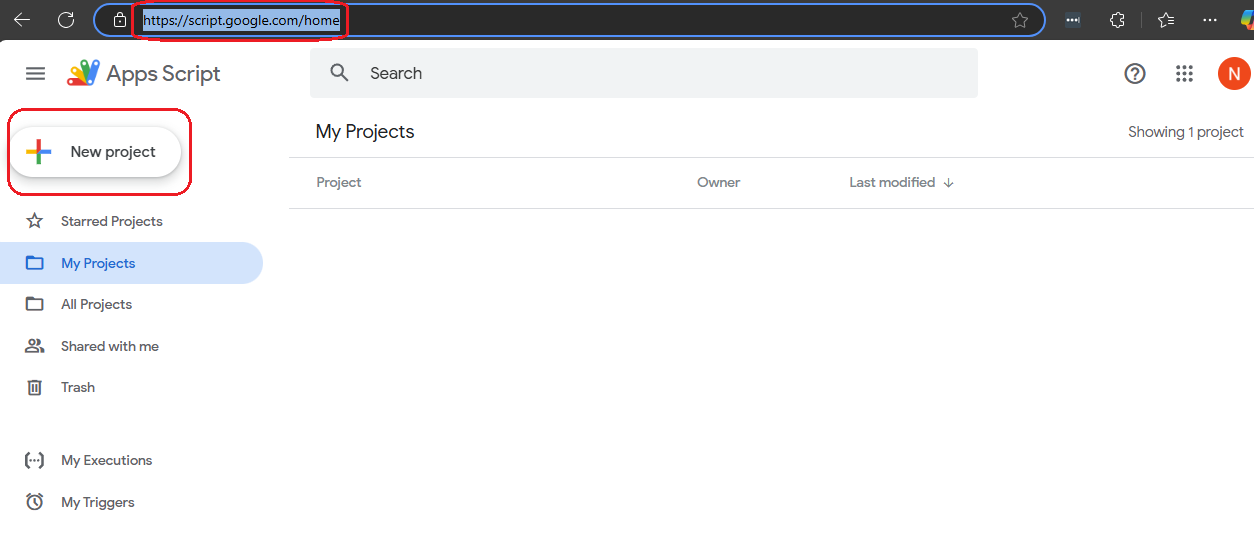 https://script.google.com/home
Apps Script
Search
N
New project
My Projects
Showing 1 project
Project Owner Last modified
Starred Projects
My Projects
All Projects
Shared with me
Trash
My Executions
My Triggers